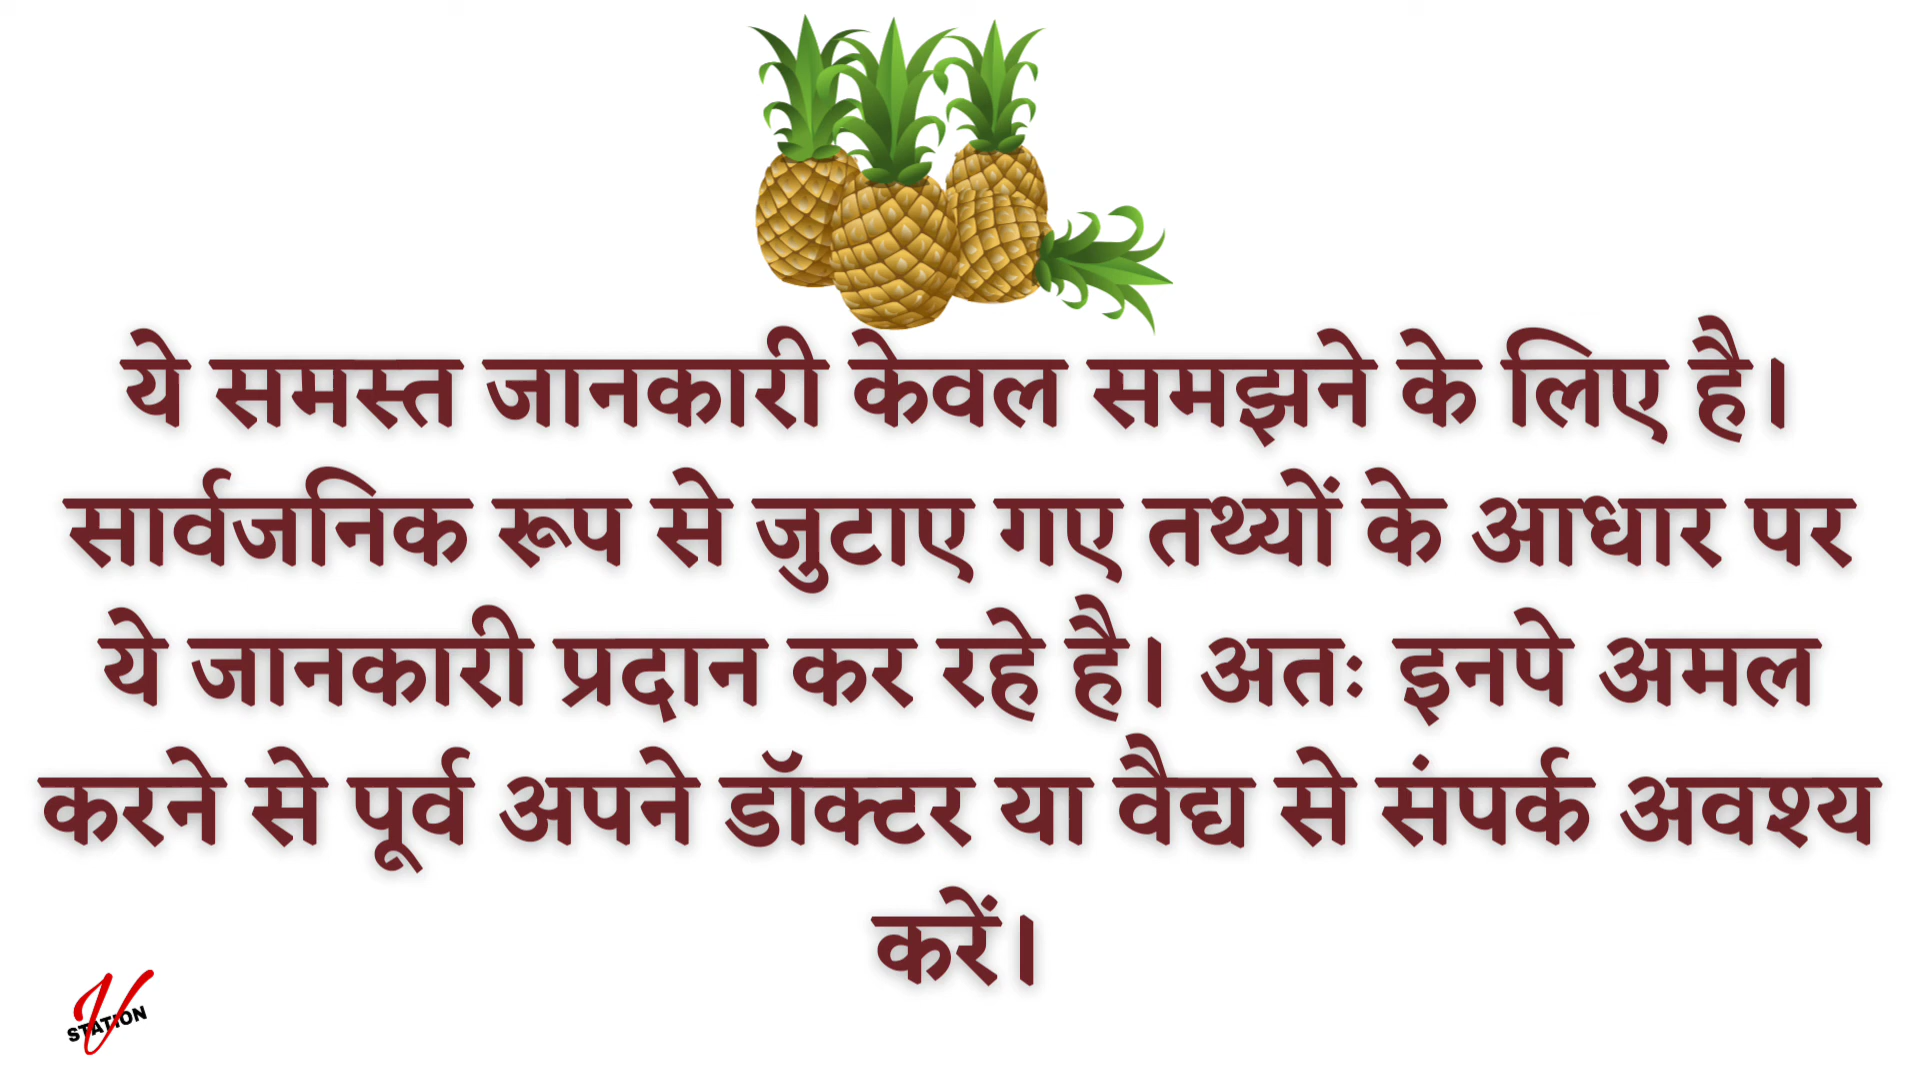 ये समस्त जानकारी केवल समझने के लिए है।
सार्वजनिक रूप से जुटाए गए तथ्यों के आधार पर
ये जानकारी प्रदान कर रहे है। अतः इनपे अमल
करने से पूर्व अपने डॉक्टर या वैद्य से संपर्क अवश्य
करें।
V
STATION